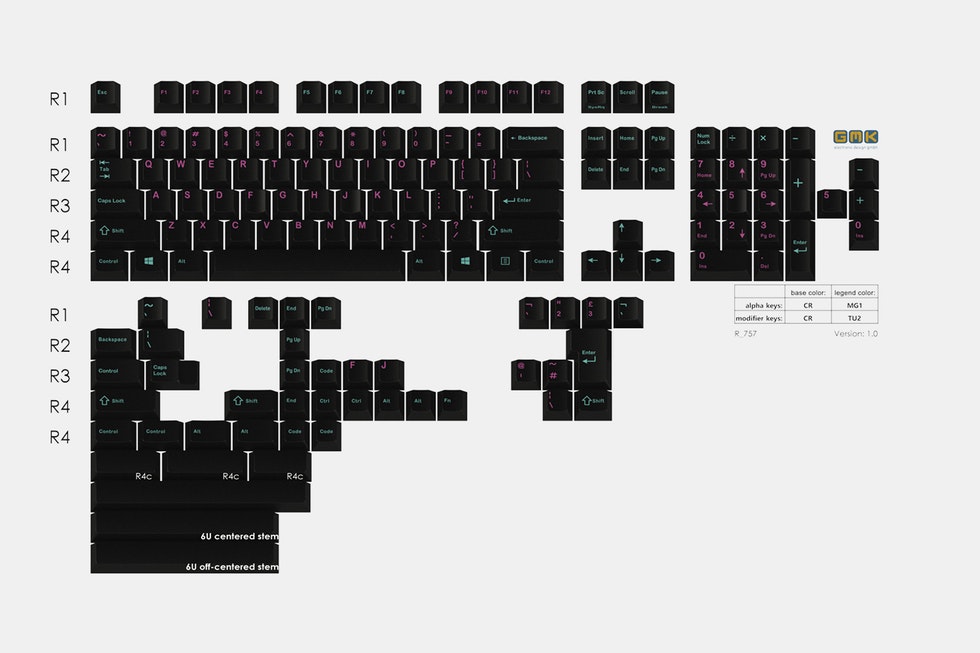 R1 Esc F1 F2 F3 F4 F5 F6 F7 F8 F9 F10 F11 F12 Prt Sc SysRq Scroll Pause Break
R1 ~ ` ! 1 @ 2 # 3 $ 4 % 5 ^ 6 & 7 * 8 ( 9 ) 0 _ - + = ← Backspace Insert Home Pg Up Num Lock ÷ × − GMK
electronic design gmbh
R2 Tab Q W E R T Y U I O P { [ } ] | \ Delete End Pg Dn 7 Home 8 ↑ 9 Pg Up + −
R3 Caps Lock A S D F G H J K L : ; " ' Enter 4 ← 5 6 → 5 +
R4 Shift Z X C V B N M < , > . ? / Shift ↑ 1 End 2 ↓ 3 Pg Dn Enter 0 Ins
R4 Control Alt Alt Control ← ↓ → 0 Ins . Del
base color: legend color:
alpha keys: CR MG1
modifier keys: CR TU2
R_757 Version: 1.0
R1 ~ ` | \ Delete End Pg Dn " 2 £ 3
R2 Backspace | \ Pg Up Enter
R3 Control Caps Lock Pg Dn Code F J @ ' ~ #
R4 Shift Shift End Ctrl Ctrl Alt Alt Fn | \ Shift
R4 Control Control Alt Alt Code Code
R4c R4c R4c
6U centered stem
6U off-centered stem